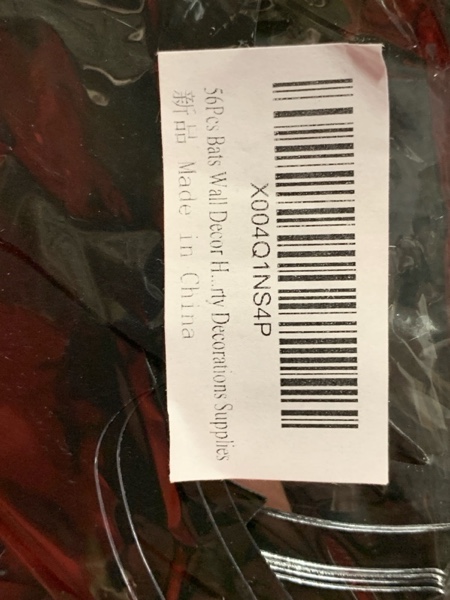 X004Q1NS4P
56Pcs Bats Wall Decor H...rty Decorations Supplies
新品 Made in China